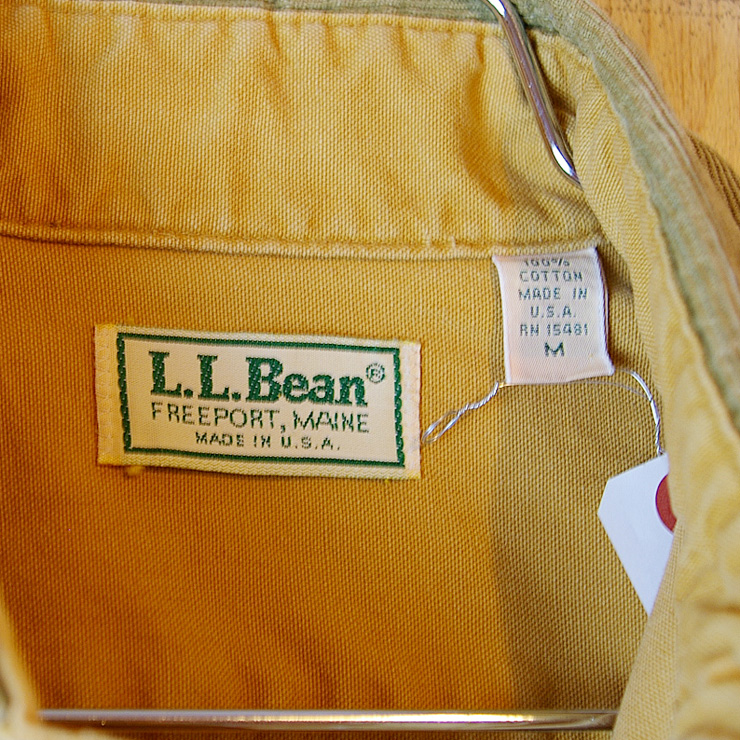 L.L.Bean®
FREEPORT, MAINE
MADE IN U.S.A.
100%
COTTON
MADE IN
U.S.A.
RN 15481
M